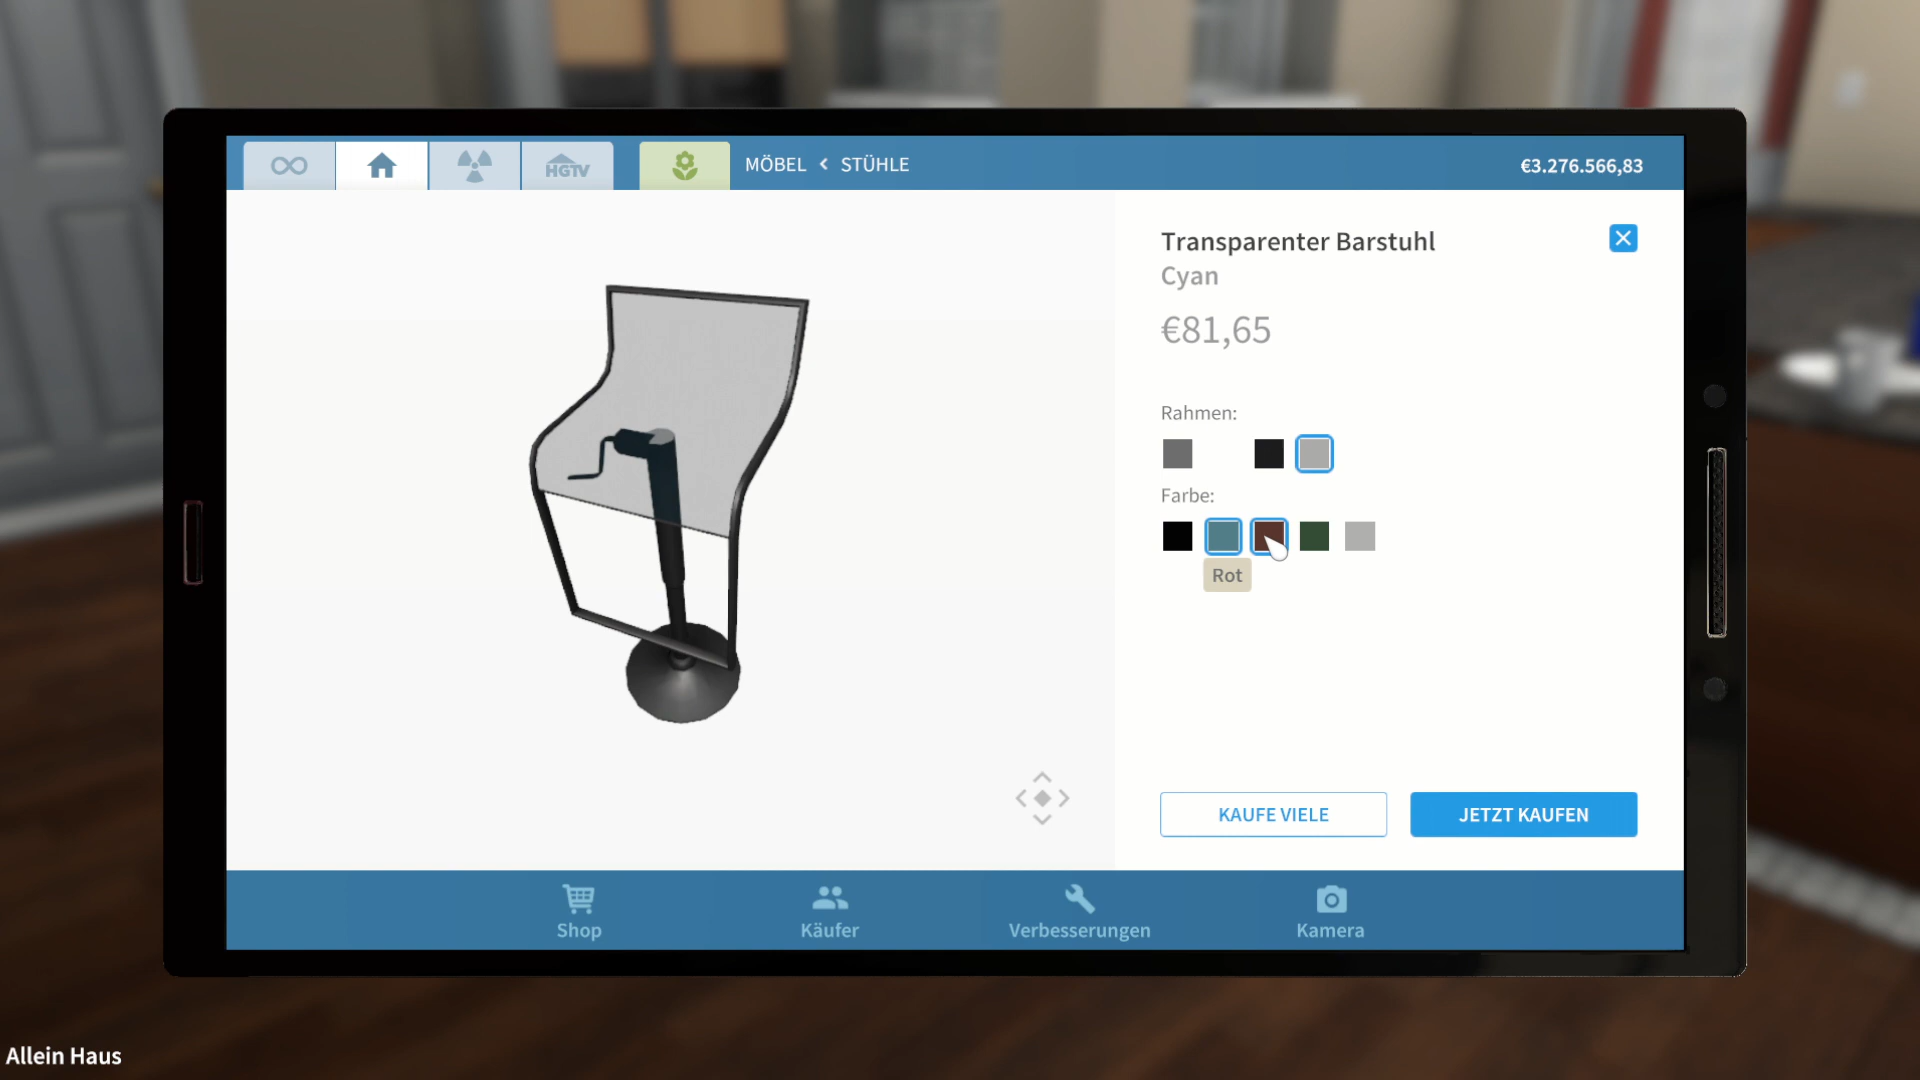 HGTV
MÖBEL < STÜHLE
€3.276.566,83
Transparenter Barstuhl
Cyan
€81,65
Rahmen:
Farbe:
Rot
KAUFE VIELE
JETZT KAUFEN
Shop
Käufer
Verbesserungen
Kamera
Allein Haus